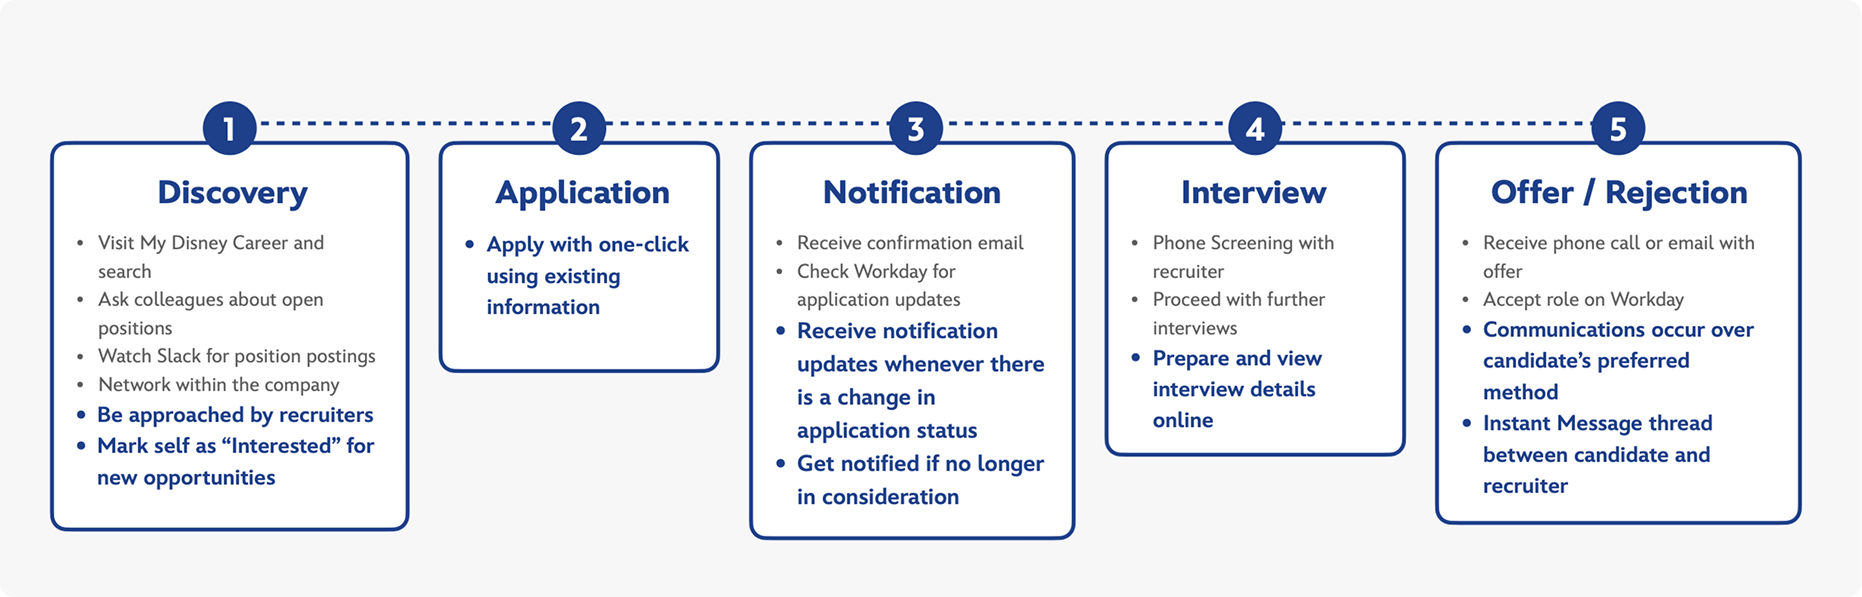 1
Discovery
• Visit My Disney Career and
search
• Ask colleagues about open
positions
• Watch Slack for position postings
• Network within the company
• Be approached by recruiters
• Mark self as “Interested” for
new opportunities
2
Application
• Apply with one-click
using existing
information
3
Notification
• Receive confirmation email
• Check Workday for
application updates
• Receive notification
updates whenever there
is a change in
application status
• Get notified if no longer
in consideration
4
Interview
• Phone Screening with
recruiter
• Proceed with further
interviews
• Prepare and view
interview details
online
5
Offer / Rejection
• Receive phone call or email with
offer
• Accept role on Workday
• Communications occur over
candidate’s preferred
method
• Instant Message thread
between candidate and
recruiter